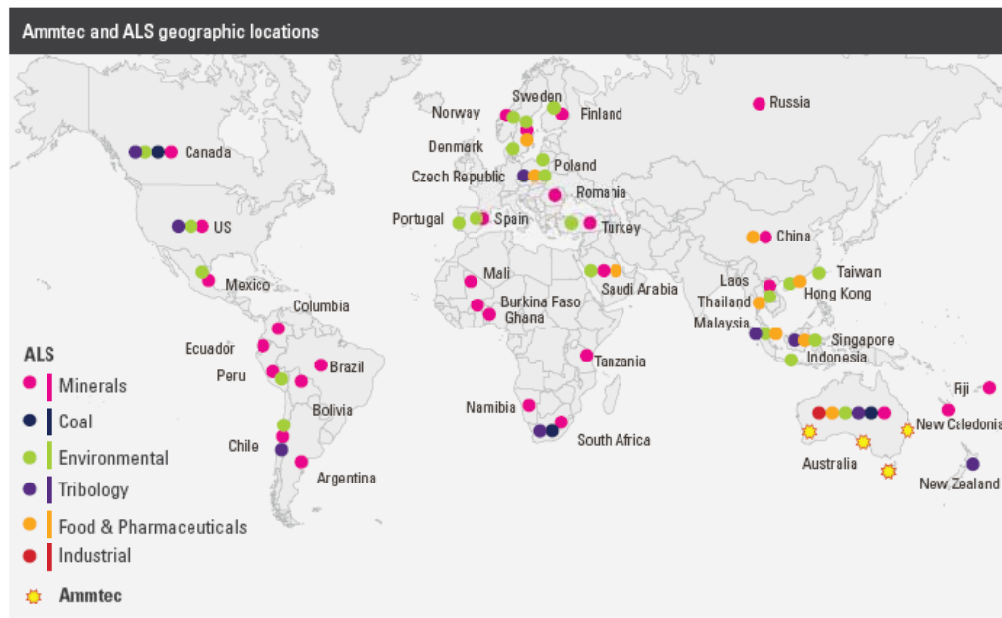 Ammtec and ALS geographic locations
Sweden
Norway
Finland
Russia
Denmark
Poland
Canada
Czech Republic
Romania
Portugal
Spain
Turkey
US
China
Mali
Saudi Arabia
Laos
Taiwan
Mexico
Burkina Faso
Thailand
Hong Kong
Columbia
Ghana
Malaysia
Singapore
Ecuador
Indonesia
Brazil
Tanzania
Peru
Fiji
Bolivia
Namibia
New Caledonia
Chile
South Africa
Australia
Argentina
New Zealand
ALS
Minerals
Coal
Environmental
Tribology
Food & Pharmaceuticals
Industrial
Ammtec